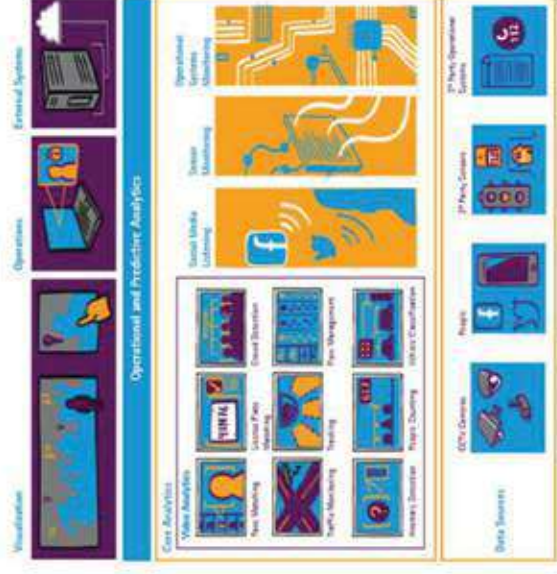 Visualization
Operations
External Systems
Operational and Predictive Analytics
Core Analytics
Video Analytics
Face Matching
License Plate
Matching
Crowd Detection
Traffic Monitoring
Tracking
Anomaly Detection
People Counting
Vehicle Classification
Social Media
Listening
Sensor
Monitoring
Operational
Systems
Monitoring
Data Sources
CCTV Cameras
People
3rd Party Sensors
3rd Party Operational
Systems
112